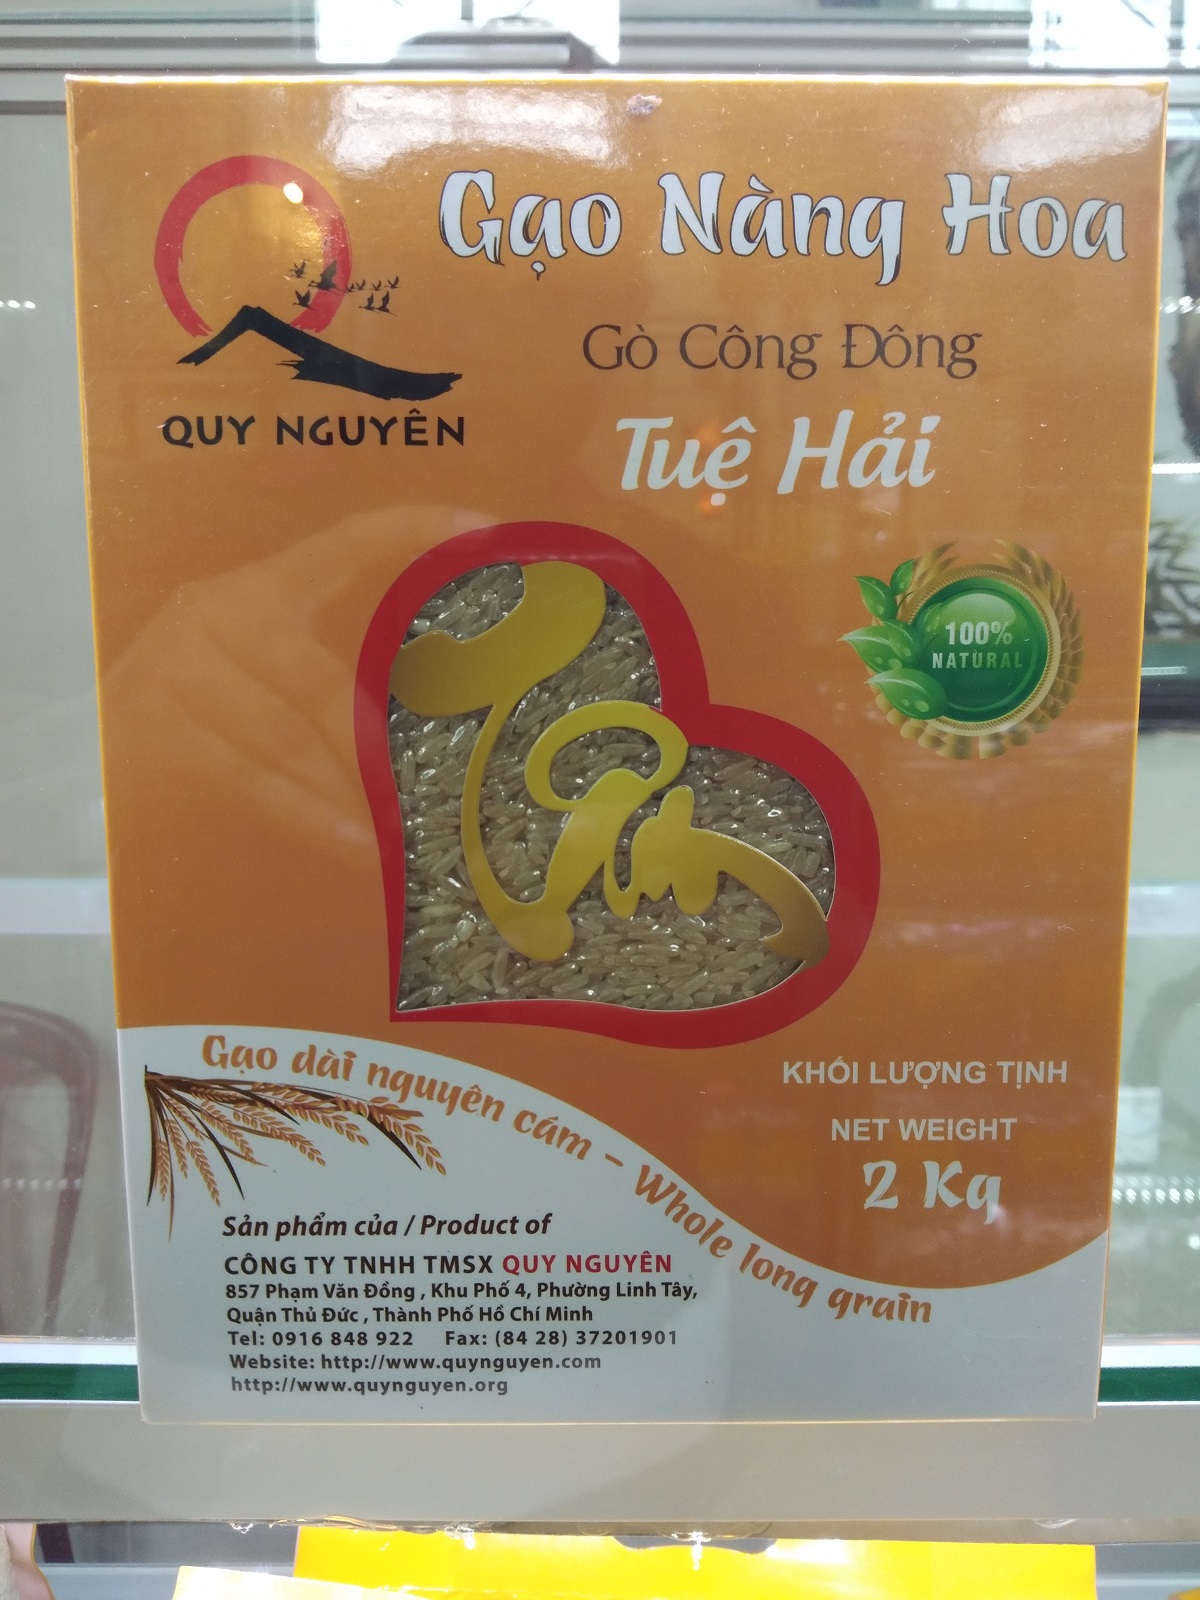 Gạo Nàng Hoa
Gò Công Đông
Tuệ Hải
QUY NGUYÊN
100%
NATURAL
Tâm
Gạo dài nguyên cám – Whole long grain
KHỐI LƯỢNG TỊNH
NET WEIGHT
2 Kg
Sản phẩm của / Product of
CÔNG TY TNHH TMSX QUY NGUYÊN
857 Phạm Văn Đồng , Khu Phố 4, Phường Linh Tây,
Quận Thủ Đức , Thành Phố Hồ Chí Minh
Tel: 0916 848 922 Fax: (84 28) 37201901
Website: http://www.quynguyen.com
http://www.quynguyen.org